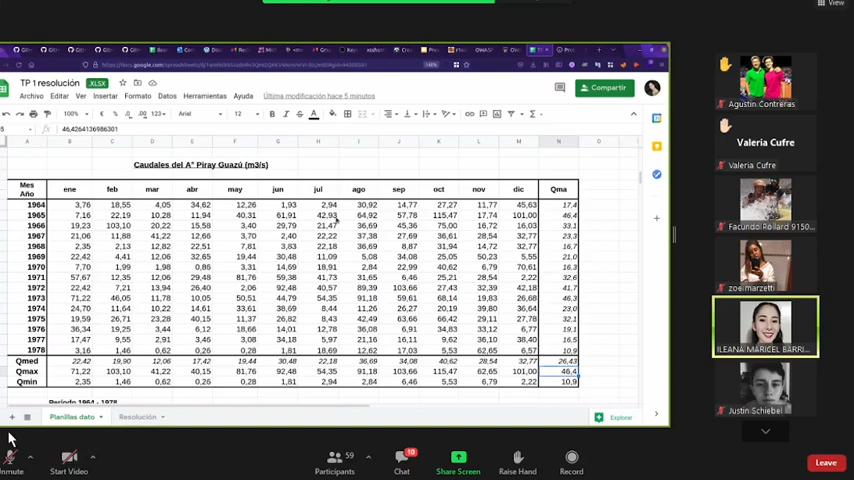 View
TP 1 resolución XLSX
Archivo Editar Ver Insertar Formato Datos Herramientas Ayuda Última modificación hace 5 minutos
Compartir
100% € % .0 .00 123 Arial 12 B I S A
46,4264136986301
A B C D E F G H I J K L M N O P
Caudales del A° Piray Guazú (m3/s)
Mes
Año ene feb mar abr may jun jul ago sep oct nov dic Qma
1964 3,76 18,55 4,05 34,62 12,26 1,93 2,94 30,92 14,77 27,27 11,77 45,63 17,4
1965 7,16 22,19 10,28 11,94 40,31 61,91 42,93 64,92 57,78 115,47 17,74 101,00 46,4
1966 19,23 103,10 20,22 15,58 3,40 29,79 21,47 36,69 45,36 75,00 16,72 16,03 33,1
1967 21,06 11,88 41,22 36,69 2,40 22,22 37,38 27,69 36,61 38,42 28,54 23,3
1968 2,35 2,13 12,82 22,51 7,81 3,83 22,18 36,69 8,87 31,94 14,72 32,77 16,7
1969 22,42 4,41 12,06 32,65 19,44 30,48 11,09 5,08 34,08 25,05 50,23 5,55 21,0
1970 7,70 1,99 1,98 0,86 3,31 14,69 18,91 2,84 22,99 40,62 6,79 70,61 16,3
1971 57,67 12,35 12,06 29,48 81,76 59,38 41,73 31,65 6,46 25,21 28,54 2,22 32,6
1972 22,42 7,21 13,94 26,40 2,06 92,48 40,57 89,39 107,10 117,04 32,39 42,18 41,7
1973 71,22 46,05 11,78 10,05 50,51 44,79 54,35 91,18 59,61 68,14 19,83 26,68 46,3
1974 24,70 11,64 10,22 14,61 33,61 38,79 8,44 11,26 20,41 20,92 39,80 36,64 23,0
1975 19,59 26,71 10,24 20,15 11,89 26,82 8,43 42,29 63,66 66,42 29,11 28,78 32,1
1976 36,34 19,25 3,44 6,12 18,66 14,01 12,78 36,08 6,91 34,83 33,12 6,77 19,1
1977 17,47 9,55 2,91 3,46 3,08 34,18 5,97 21,16 16,11 9,62 36,11 38,40 16,5
1978 3,16 1,46 0,62 0,26 0,28 1,81 18,69 12,62 17,03 5,53 62,65 6,57 10,9
Qmed 22,42 19,90 12,06 17,42 19,44 30,48 22,18 36,69 34,08 40,62 28,54 32,77 26,43
Qmax 71,22 103,10 41,22 40,15 81,76 92,48 54,35 91,18 103,66 115,47 62,65 101,00 46,4
Qmin 2,35 1,46 0,62 0,26 0,28 1,81 2,94 2,84 6,46 5,53 6,79 2,22 10,9
Período 1964 - 1978
Planillas dato Resolución Explorar
Agustin Contreras
Valeria Cufre
Valeria Cufre
Facundo Rollard 9150...
zoe marzetti
ILEANA MARICEL BARRI...
Justin Schiebel
Unmute Start Video Participants 59 Chat 10 Share Screen Raise Hand Record Leave